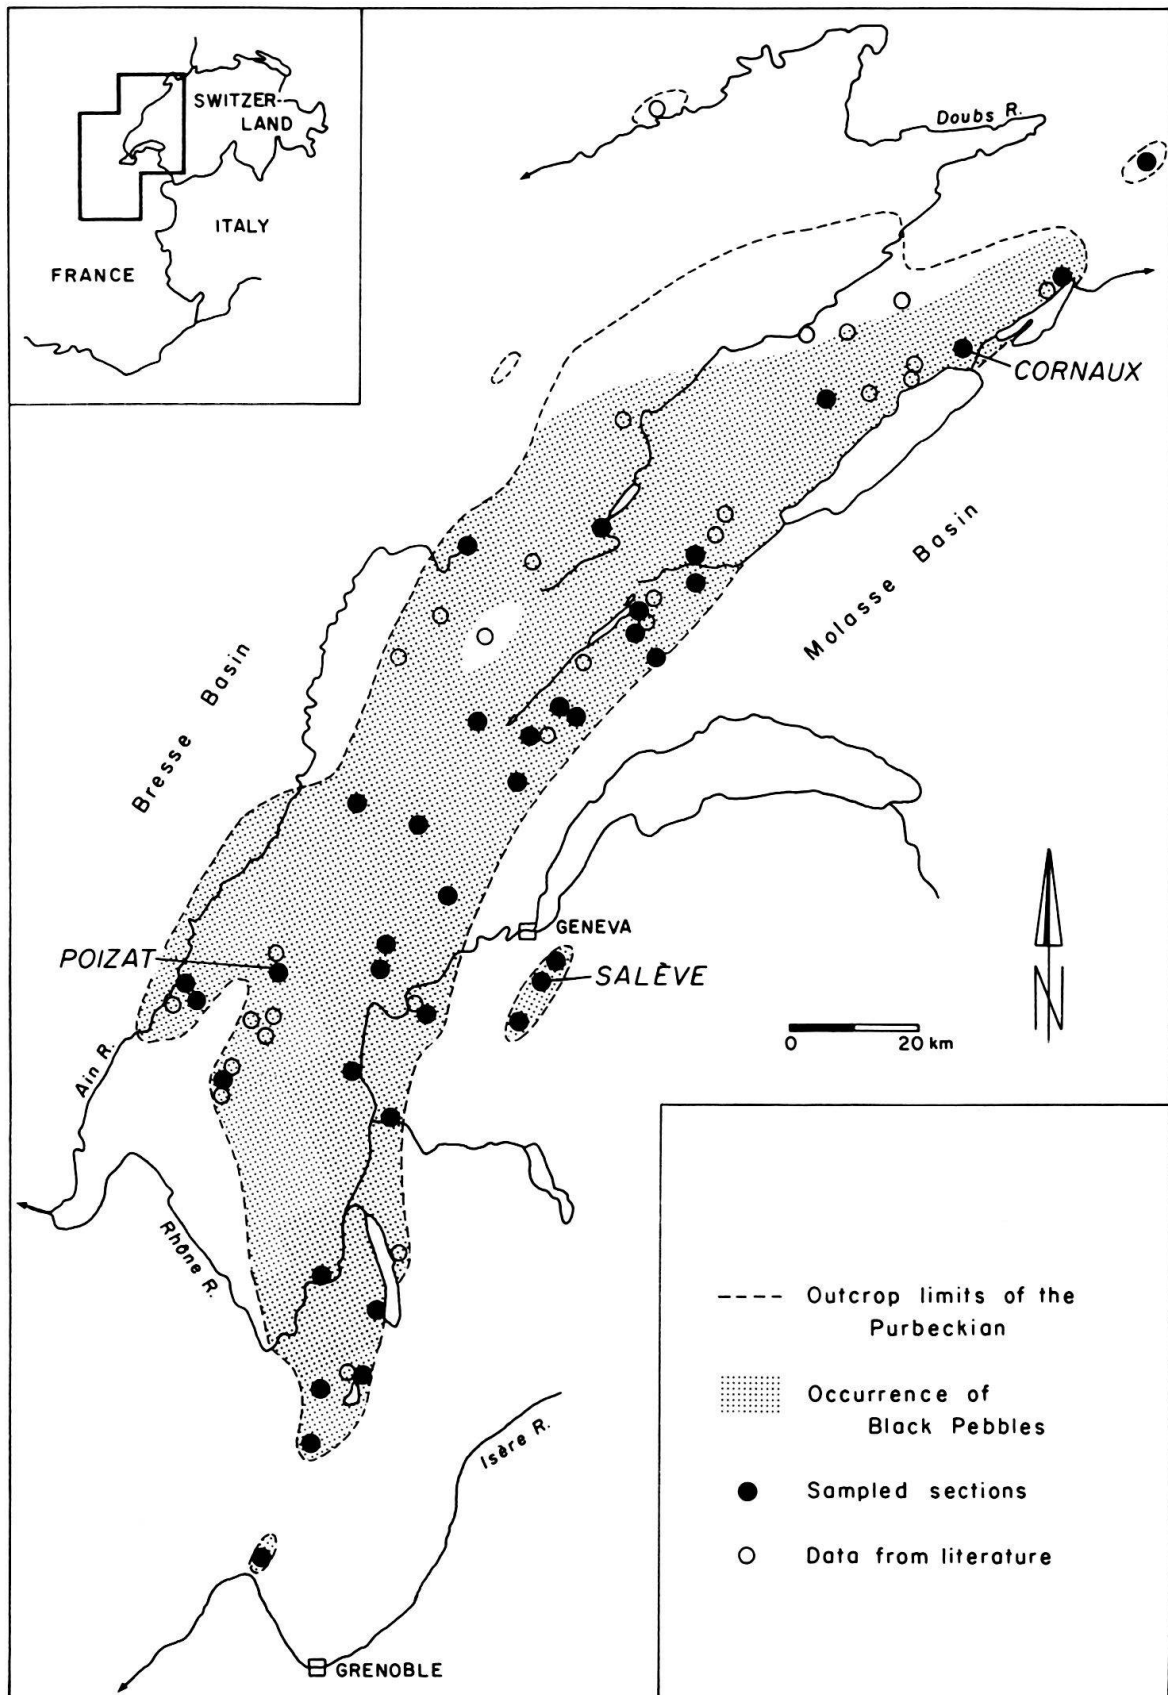 SWITZER-
LAND
ITALY
FRANCE
Doubs R.
CORNAUX
Molasse Basin
Bresse Basin
GENEVA
POIZAT
SALÈVE
N
0 20 km
Ain R.
Rhône R.
Isère R.
GRENOBLE
Outcrop limits of the
Purbeckian
Occurrence of
Black Pebbles
Sampled sections
Data from literature